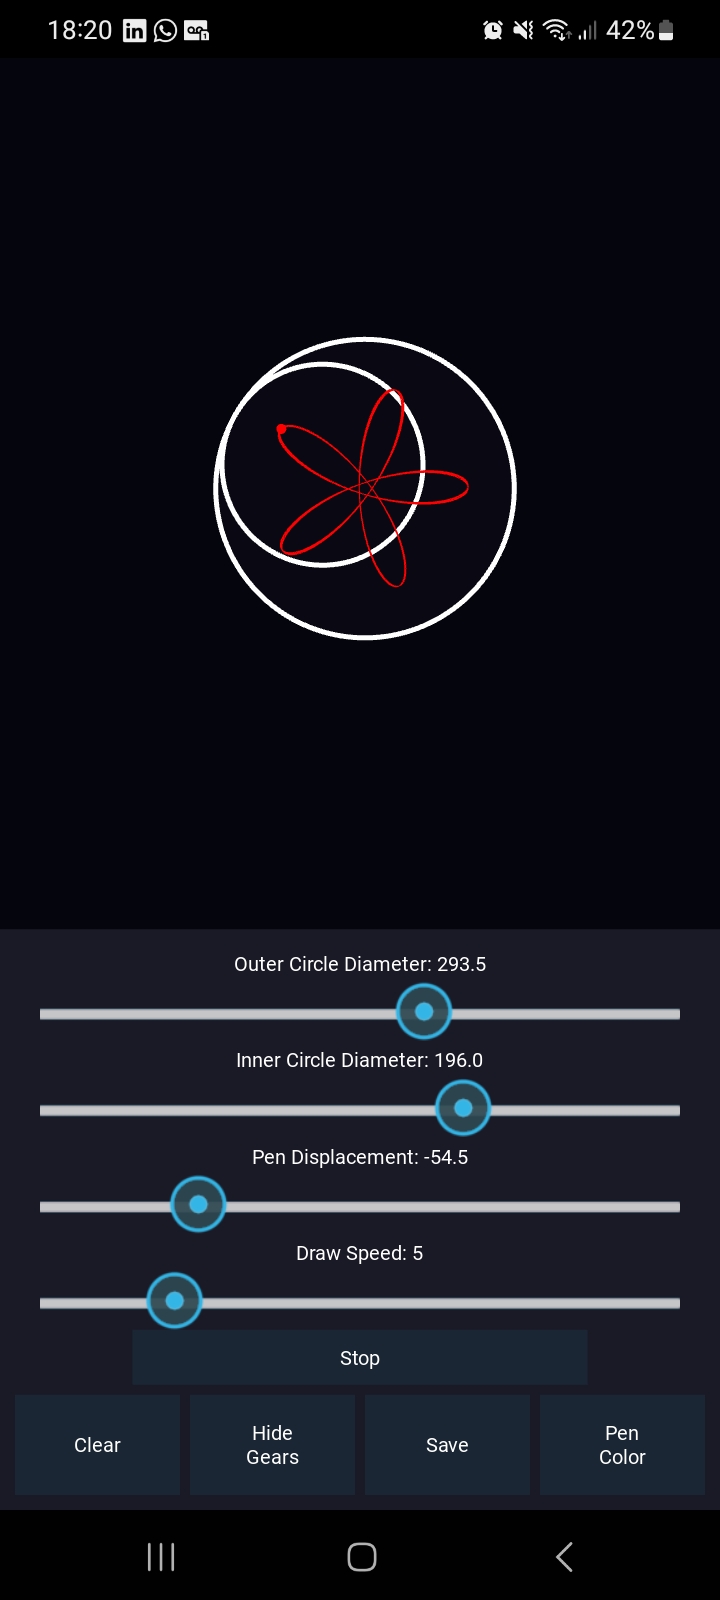 18:20
42%
Outer Circle Diameter: 293.5
Inner Circle Diameter: 196.0
Pen Displacement: -54.5
Draw Speed: 5
Stop
Clear
Hide
Gears
Save
Pen
Color